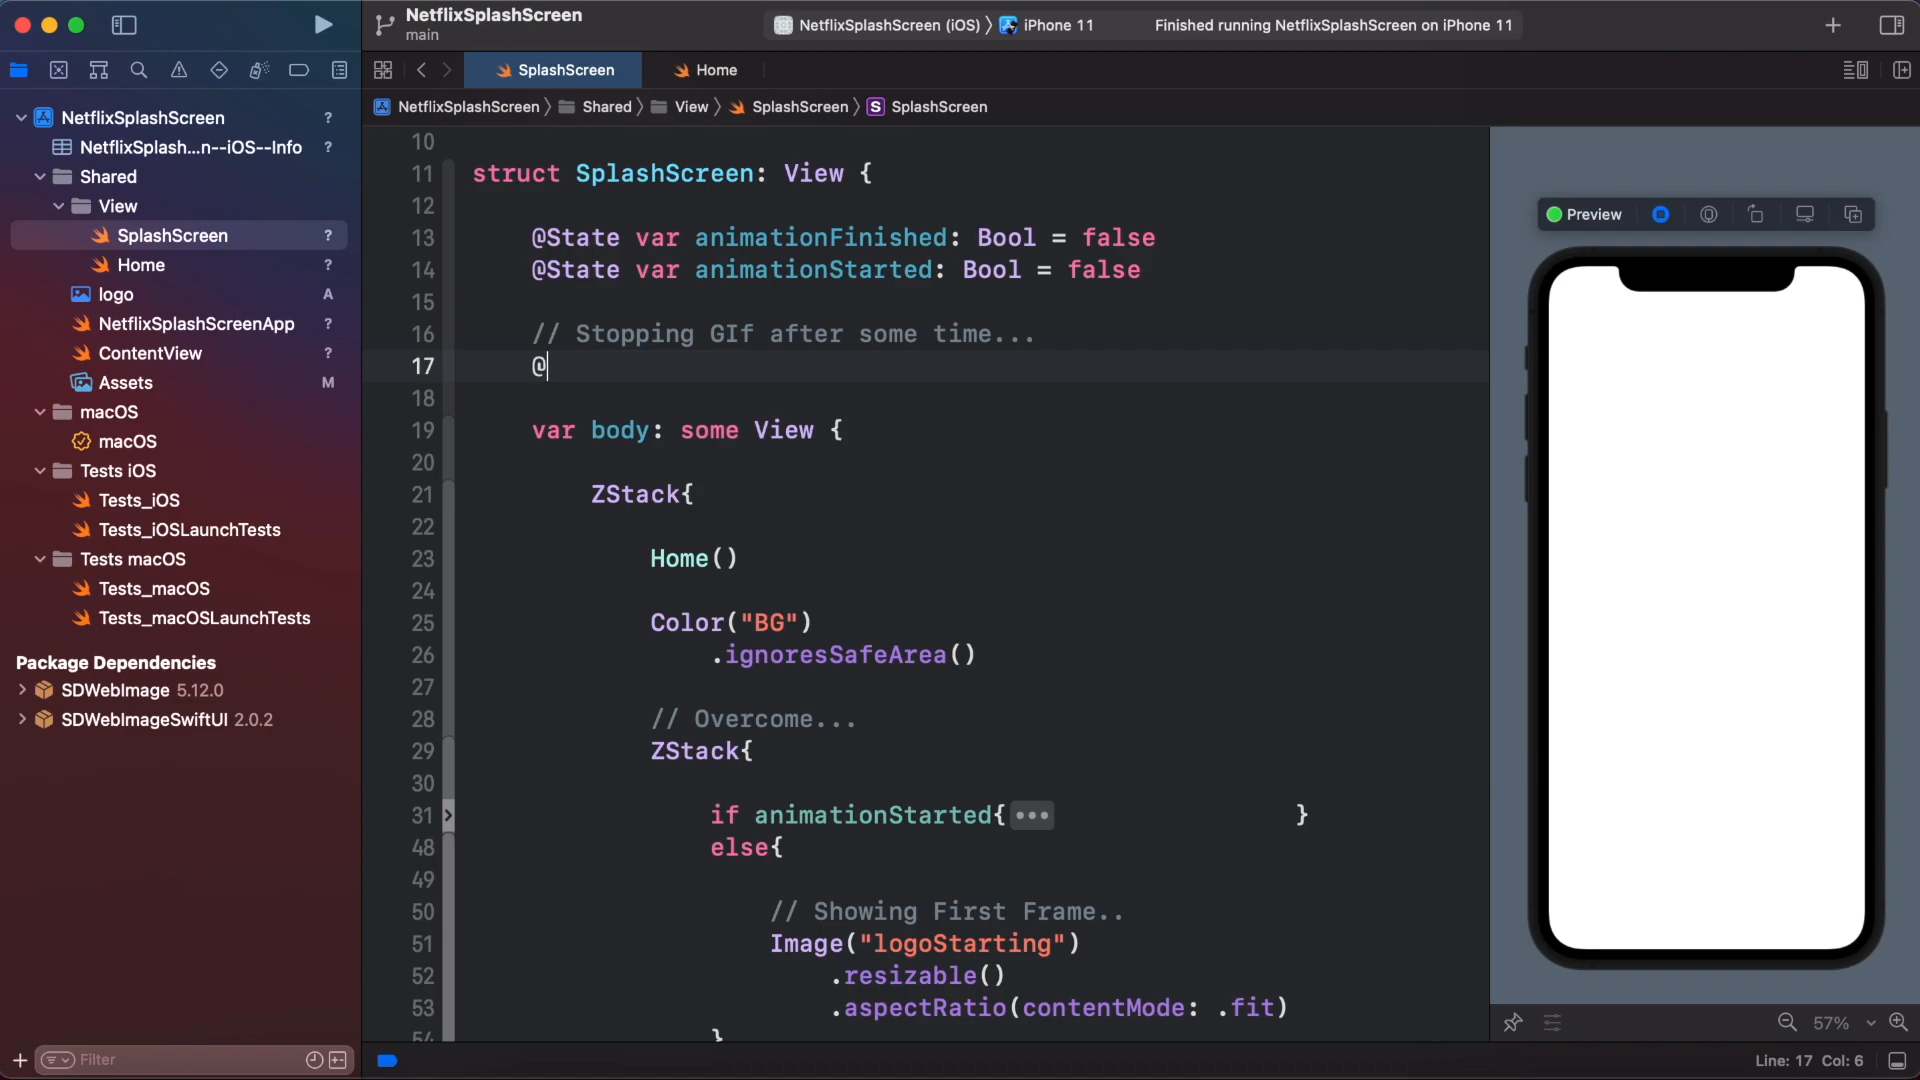 NetflixSplashScreen
main
NetflixSplashScreen (iOS) 〉 iPhone 11
Finished running NetflixSplashScreen on iPhone 11
SplashScreen
Home
NetflixSplashScreen 〉 Shared 〉 View 〉 SplashScreen 〉 S SplashScreen
NetflixSplashScreen ?
NetflixSplash...n--iOS--Info ?
Shared
View
SplashScreen ?
Home ?
logo A
NetflixSplashScreenApp ?
ContentView ?
Assets M
macOS
macOS
Tests iOS
Tests_iOS
Tests_iOSLaunchTests
Tests macOS
Tests_macOS
Tests_macOSLaunchTests
Package Dependencies
SDWebImage 5.12.0
SDWebImageSwiftUI 2.0.2
Filter
10
11 struct SplashScreen: View {
12
13 @State var animationFinished: Bool = false
14 @State var animationStarted: Bool = false
15
16 // Stopping GIf after some time...
17 @
18
19 var body: some View {
20
21 ZStack{
22
23 Home()
24
25 Color("BG")
26 .ignoresSafeArea()
27
28 // Overcome...
29 ZStack{
30
31 if animationStarted{••• }
48 else{
49
50 // Showing First Frame..
51 Image("logoStarting")
52 .resizable()
53 .aspectRatio(contentMode: .fit)
54 }
Preview
57%
Line: 17 Col: 6